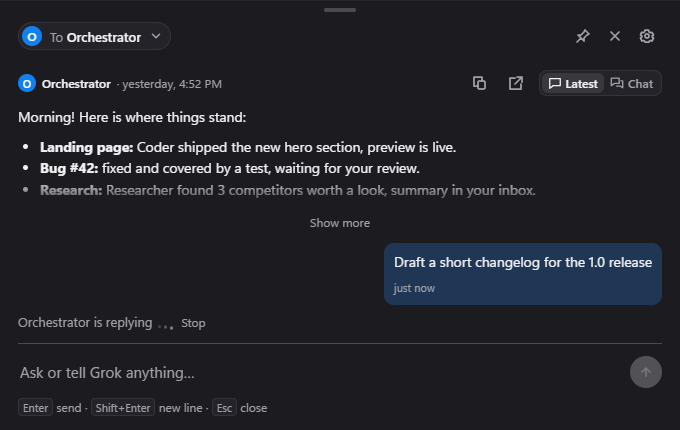 O To Orchestrator
O Orchestrator · yesterday, 4:52 PM Latest Chat
Morning! Here is where things stand:
• Landing page: Coder shipped the new hero section, preview is live.
• Bug #42: fixed and covered by a test, waiting for your review.
• Research: Researcher found 3 competitors worth a look, summary in your inbox.
Show more
Draft a short changelog for the 1.0 release
just now
Orchestrator is replying ... Stop
Ask or tell Grok anything...
Enter send · Shift+Enter new line · Esc close